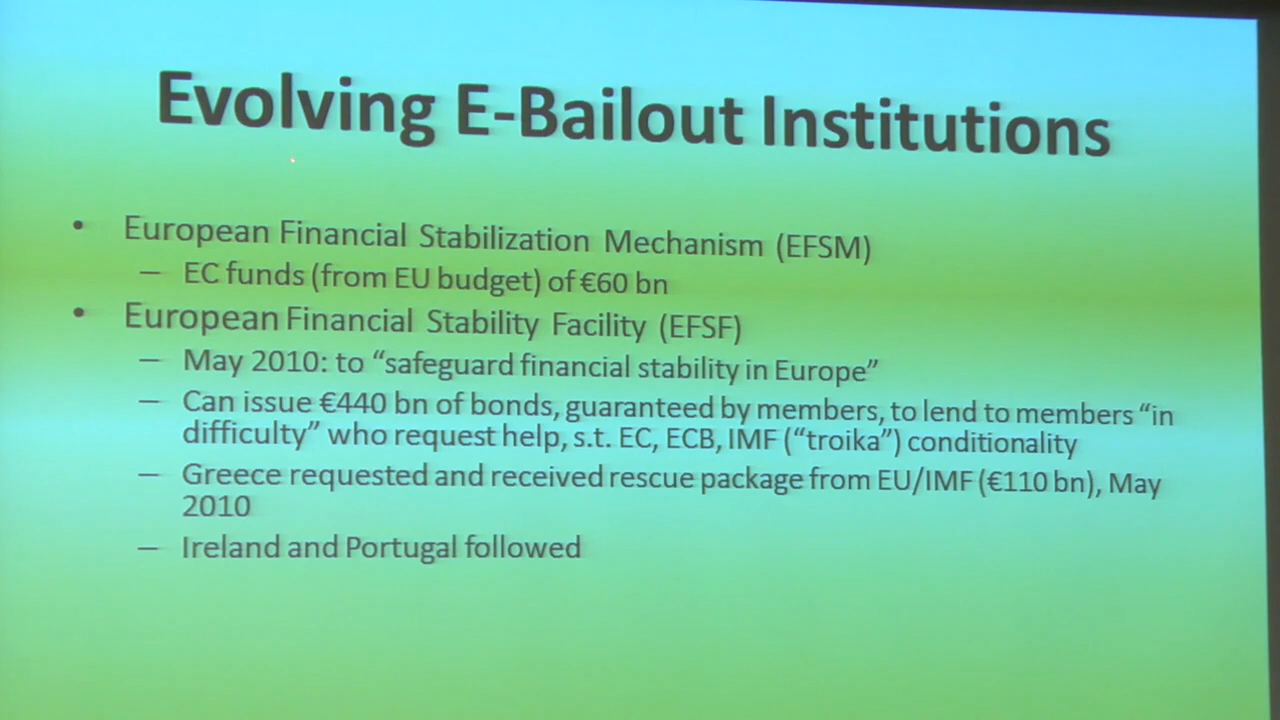 Evolving E-Bailout Institutions
• European Financial Stabilization Mechanism (EFSM)
– EC funds (from EU budget) of €60 bn
• European Financial Stability Facility (EFSF)
– May 2010: to “safeguard financial stability in Europe”
– Can issue €440 bn of bonds, guaranteed by members, to lend to members “in
difficulty” who request help, s.t. EC, ECB, IMF (“troika”) conditionality
– Greece requested and received rescue package from EU/IMF (€110 bn), May
2010
– Ireland and Portugal followed